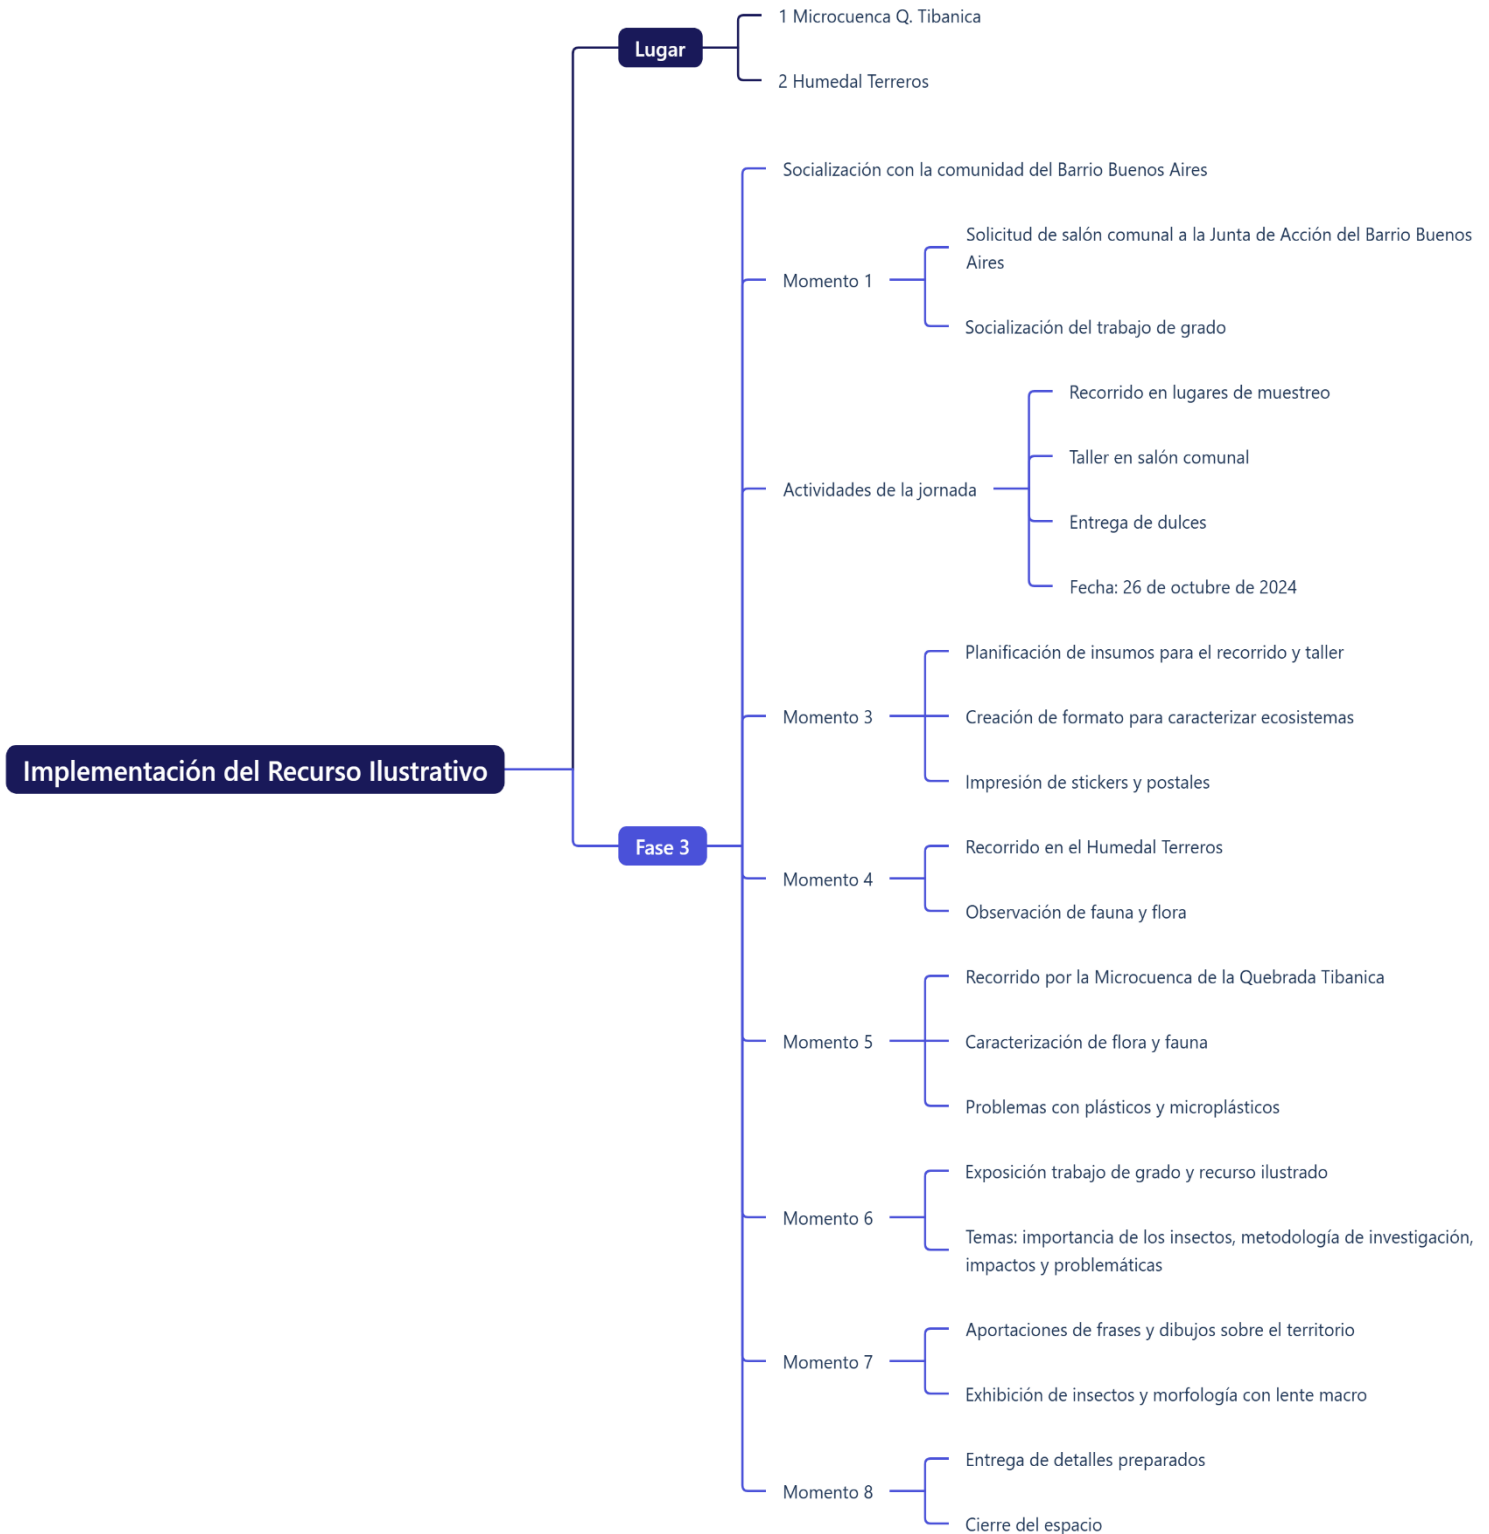 1 Microcuenca Q. Tibanica
Lugar
2 Humedal Terreros
Socialización con la comunidad del Barrio Buenos Aires
Solicitud de salón comunal a la Junta de Acción del Barrio Buenos
Aires
Momento 1
Socialización del trabajo de grado
Recorrido en lugares de muestreo
Taller en salón comunal
Actividades de la jornada
Entrega de dulces
Fecha: 26 de octubre de 2024
Planificación de insumos para el recorrido y taller
Momento 3
Creación de formato para caracterizar ecosistemas
Impresión de stickers y postales
Implementación del Recurso Ilustrativo
Fase 3
Recorrido en el Humedal Terreros
Momento 4
Observación de fauna y flora
Recorrido por la Microcuenca de la Quebrada Tibanica
Momento 5
Caracterización de flora y fauna
Problemas con plásticos y microplásticos
Exposición trabajo de grado y recurso ilustrado
Momento 6
Temas: importancia de los insectos, metodología de investigación,
impactos y problemáticas
Aportaciones de frases y dibujos sobre el territorio
Momento 7
Exhibición de insectos y morfología con lente macro
Entrega de detalles preparados
Momento 8
Cierre del espacio